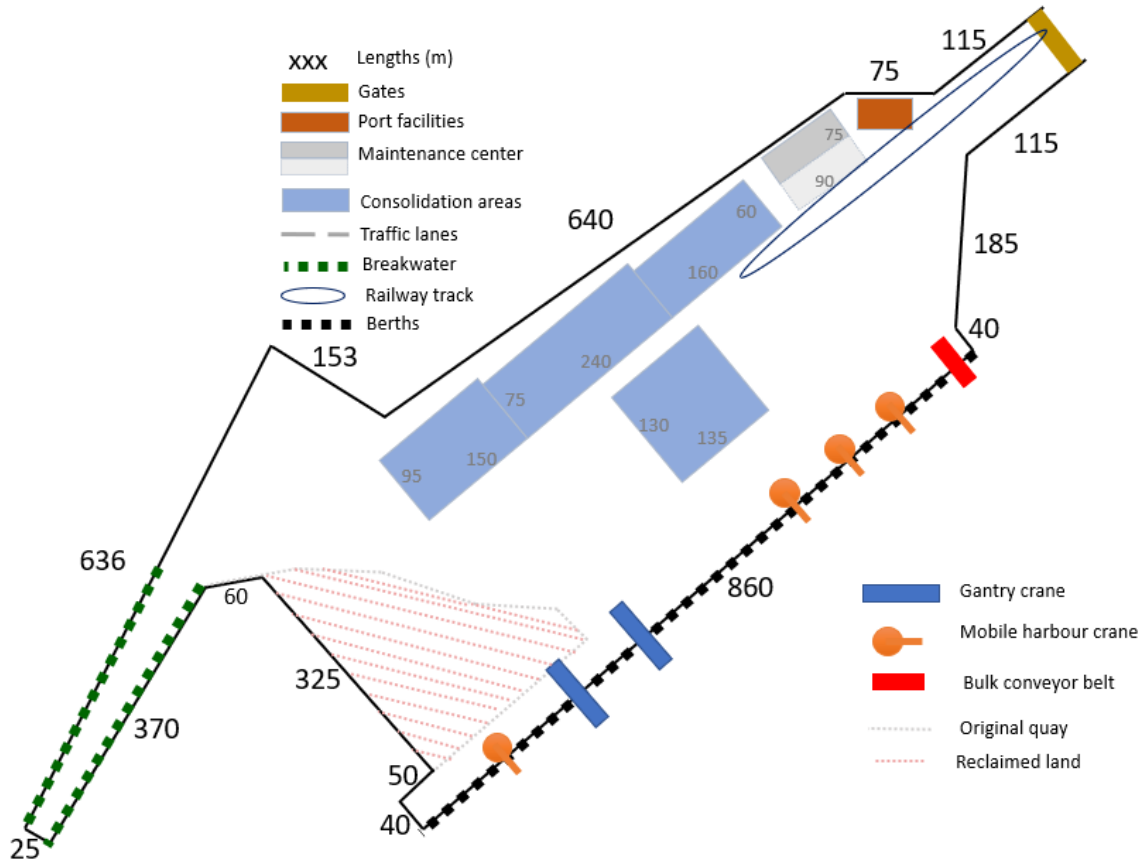 XXX Lengths (m)
Gates
Port facilities
Maintenance center
Consolidation areas
Traffic lanes
Breakwater
Railway track
Berths
115
75
115
75
90
640
60
185
160
153
40
240
75
130
135
95
150
636
60
860
325
370
50
40
25
Gantry crane
Mobile harbour crane
Bulk conveyor belt
Original quay
Reclaimed land